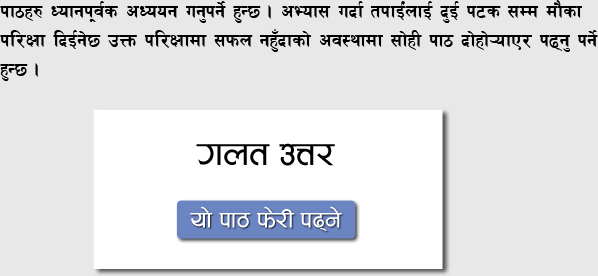 पाठहरु ध्यानपूर्वक अध्ययन गनुपर्ने हुन्छ । अभ्यास गर्दा तपाईंलाई दुई पटक सम्म मौका
परिक्षा दिईनेछ उक्त परिक्षामा सफल नहुँदाको अवस्थामा सोही पाठ दोहोऱ्याएर पढ्नु पर्ने
हुन्छ ।
गलत उत्तर
यो पाठ फेरी पढ्ने